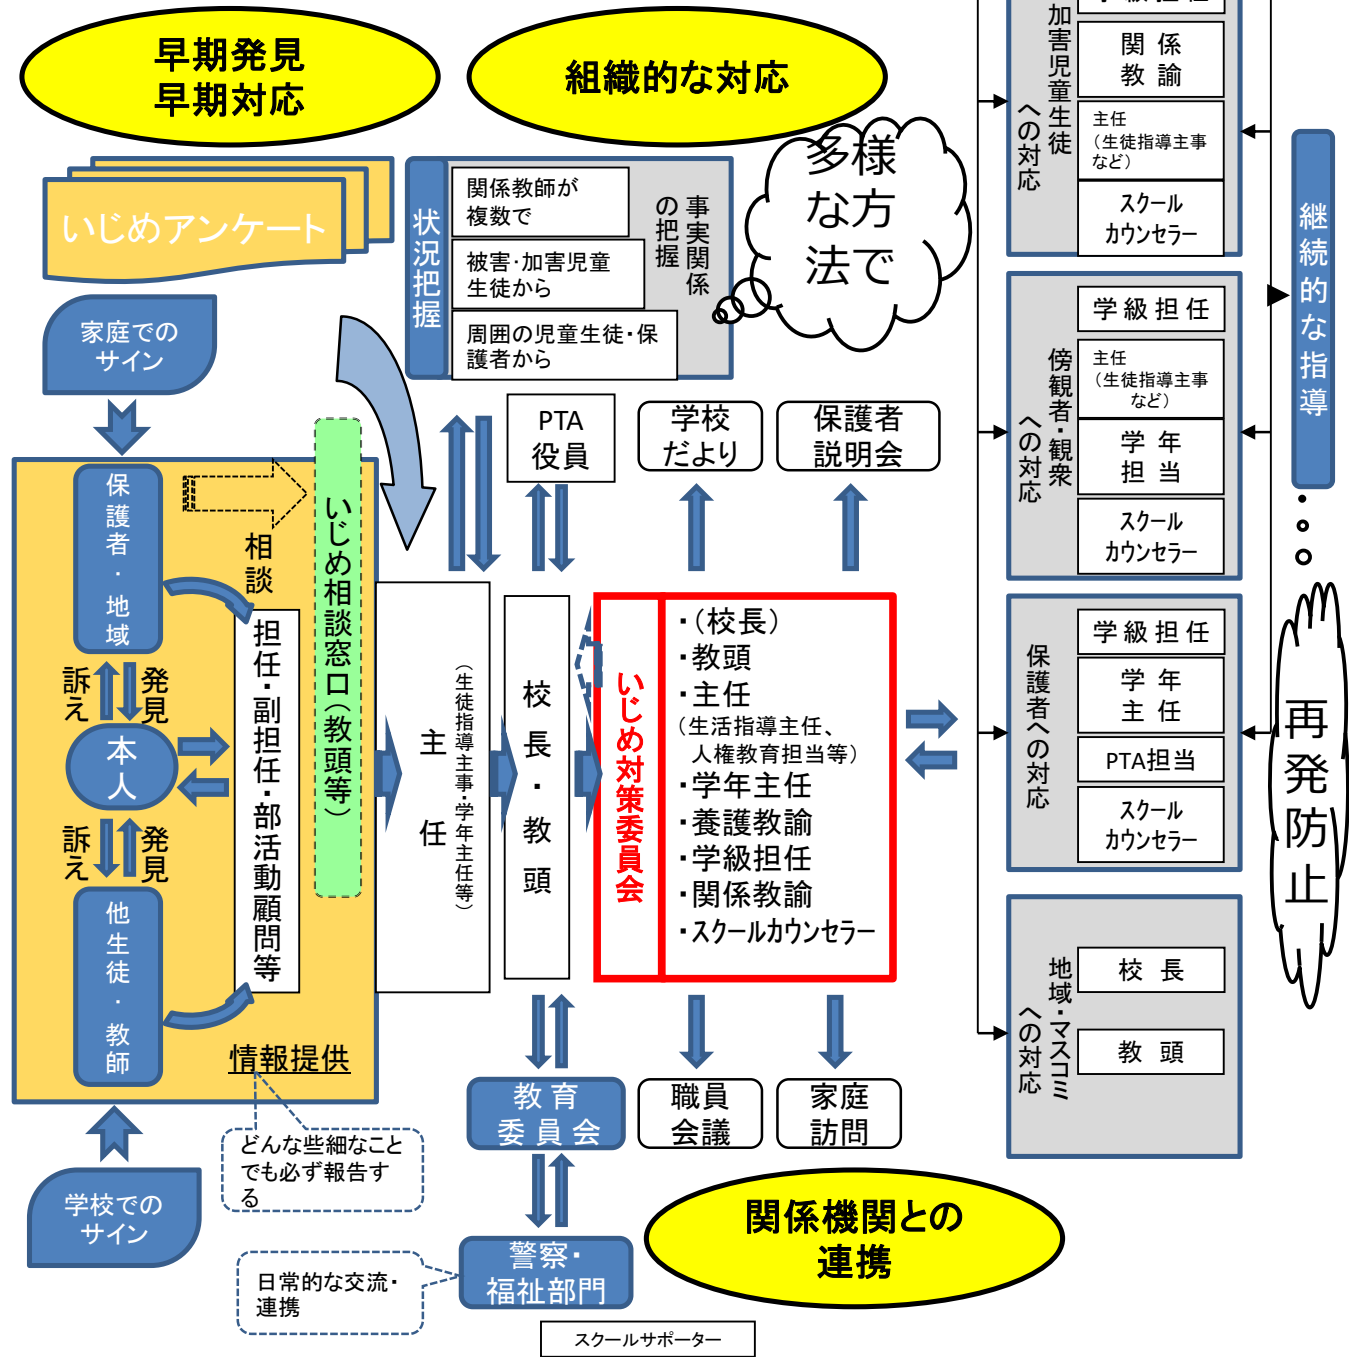 早期発見
早期対応
組織的な対応
多様
な方
法で
いじめアンケート
状況把握
関係教師が
複数で
被害・加害児童
生徒から
周囲の児童生徒・保
護者から
事実関係
の把握
家庭での
サイン
保護者・地域
相談
訴え
発見
本人
訴え
発見
他生徒・教師
担任・副担任・部活動顧問等
情報提供
どんな些細なこと
でも必ず報告す
る
学校での
サイン
いじめ相談窓口（教頭等）
主任
（生徒指導主事・学年主任等）
校長・教頭
PTA
役員
学校
だより
保護者
説明会
いじめ対策委員会
・（校長）
・教頭
・主任
（生活指導主任、
人権教育担当等）
・学年主任
・養護教諭
・学級担任
・関係教諭
・スクールカウンセラー
教育
委員会
職員
会議
家庭
訪問
警察・
福祉部門
日常的な交流・
連携
スクールサポーター
関係機関との
連携
加害児童生徒
への対応
学級担任
関係
教諭
主任
（生徒指導主事
など）
スクール
カウンセラー
傍観者・観衆
への対応
学級担任
主任
（生徒指導主事
など）
学年
担当
スクール
カウンセラー
保護者への対応
学級担任
学年
主任
PTA担当
スクール
カウンセラー
地域・マスコミ
への対応
校長
教頭
継続的な指導
再発防止